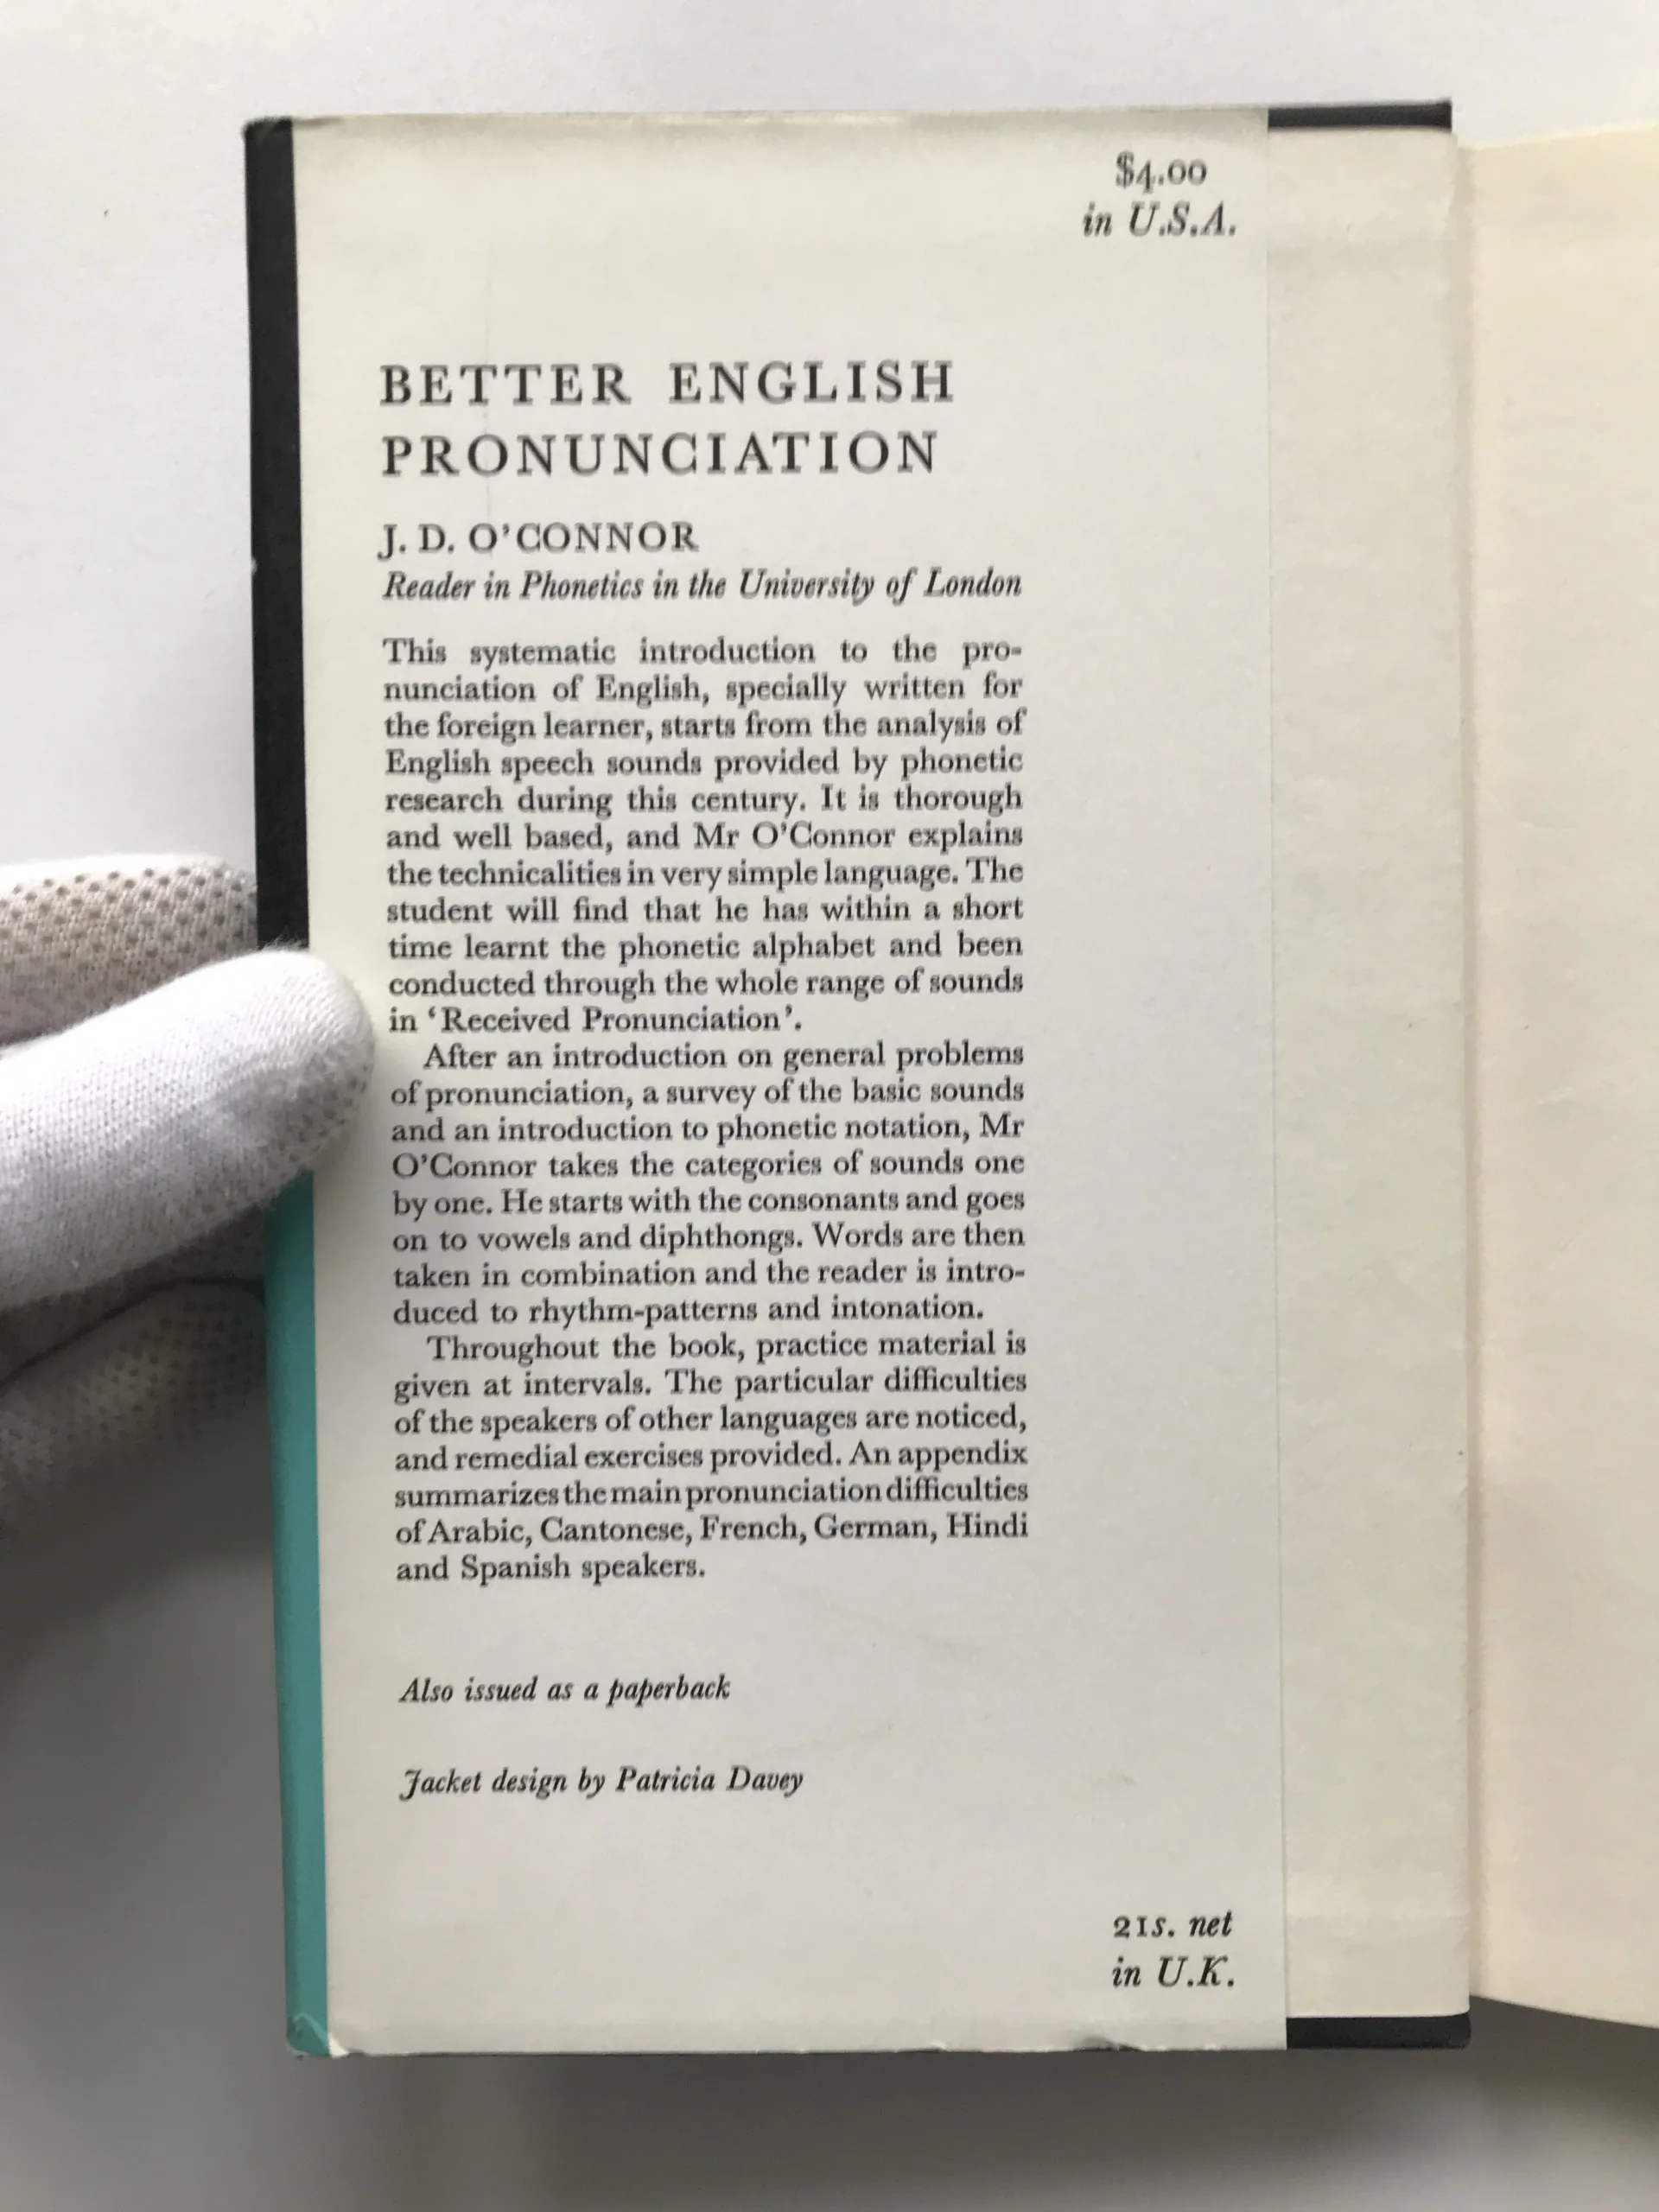 $4.00
in U.S.A.
BETTER ENGLISH
PRONUNCIATION
J. D. O'CONNOR
Reader in Phonetics in the University of London
This systematic introduction to the pro-
nunciation of English, specially written for
the foreign learner, starts from the analysis of
English speech sounds provided by phonetic
research during this century. It is thorough
and well based, and Mr O'Connor explains
the technicalities in very simple language. The
student will find that he has within a short
time learnt the phonetic alphabet and been
conducted through the whole range of sounds
in 'Received Pronunciation'.
After an introduction on general problems
of pronunciation, a survey of the basic sounds
and an introduction to phonetic notation, Mr
O'Connor takes the categories of sounds one
by one. He starts with the consonants and goes
on to vowels and diphthongs. Words are then
taken in combination and the reader is intro-
duced to rhythm-patterns and intonation.
Throughout the book, practice material is
given at intervals. The particular difficulties
of the speakers of other languages are noticed,
and remedial exercises provided. An appendix
summarizes the main pronunciation difficulties
of Arabic, Cantonese, French, German, Hindi
and Spanish speakers.
Also issued as a paperback
Jacket design by Patricia Davey
21s. net
in U.K.